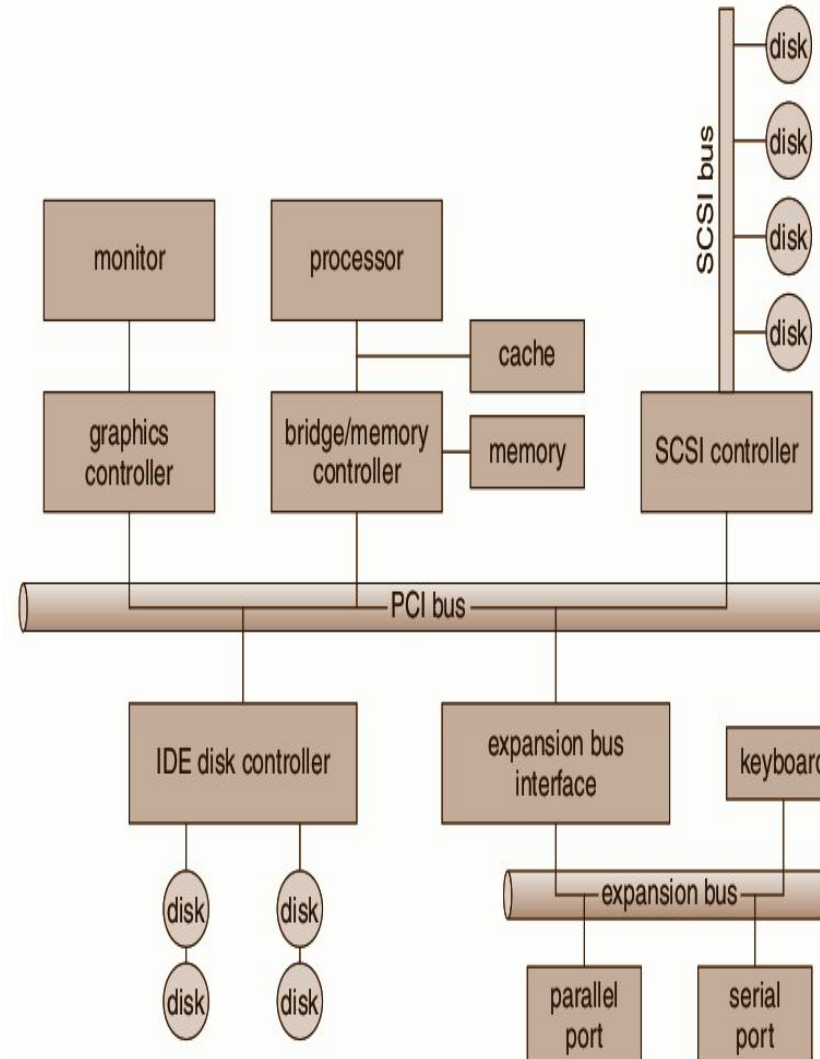 disk
disk
SCSI bus
disk
disk
monitor
processor
cache
graphics
controller
bridge/memory
controller
memory
SCSI controller
PCI bus
IDE disk controller
expansion bus
interface
keyboard
disk
disk
expansion bus
disk
disk
parallel
port
serial
port